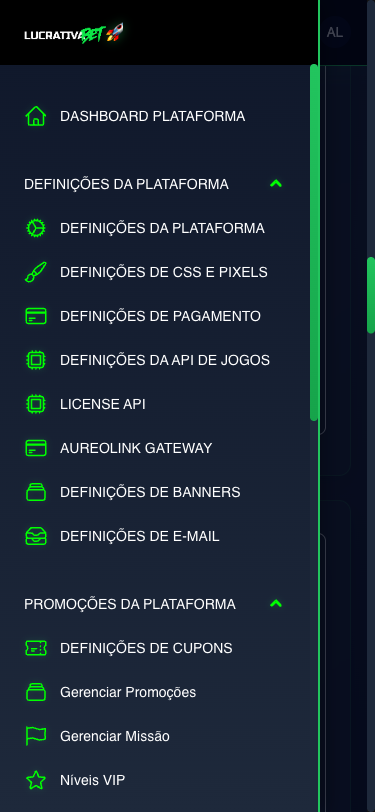 LUCRATIVABET
AL
DASHBOARD PLATAFORMA
DEFINIÇÕES DA PLATAFORMA
DEFINIÇÕES DA PLATAFORMA
DEFINIÇÕES DE CSS E PIXELS
DEFINIÇÕES DE PAGAMENTO
DEFINIÇÕES DA API DE JOGOS
LICENSE API
AUREOLINK GATEWAY
DEFINIÇÕES DE BANNERS
DEFINIÇÕES DE E-MAIL
PROMOÇÕES DA PLATAFORMA
DEFINIÇÕES DE CUPONS
Gerenciar Promoções
Gerenciar Missão
Níveis VIP